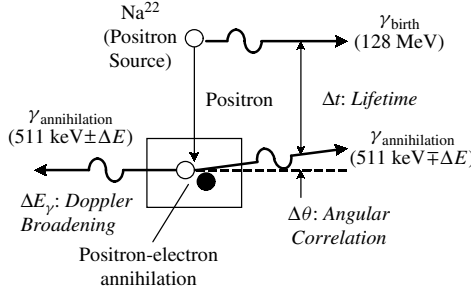 Na²²
(Positron
Source)
γbirth
(128 MeV)
Positron
Δt: Lifetime
γannihilation
(511 keV±ΔE)
γannihilation
(511 keV∓ΔE)
ΔEγ: Doppler
Broadening
Δθ: Angular
Correlation
Positron-electron
annihilation